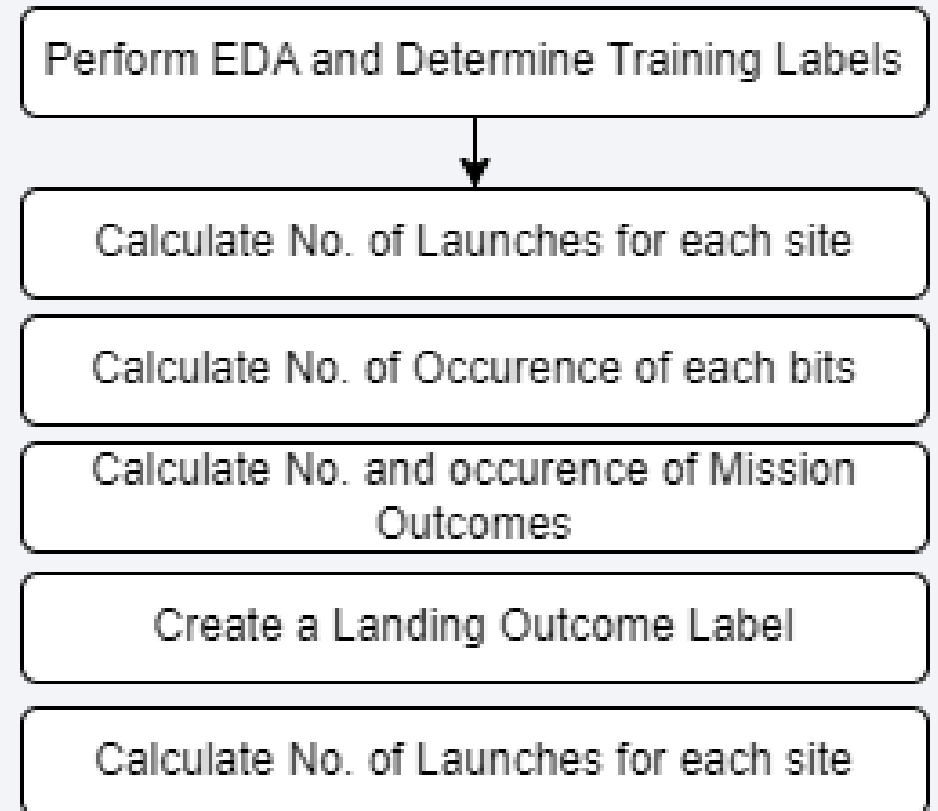 Perform EDA and Determine Training Labels
Calculate No. of Launches for each site
Calculate No. of Occurence of each bits
Calculate No. and occurence of Mission
Outcomes
Create a Landing Outcome Label
Calculate No. of Launches for each site